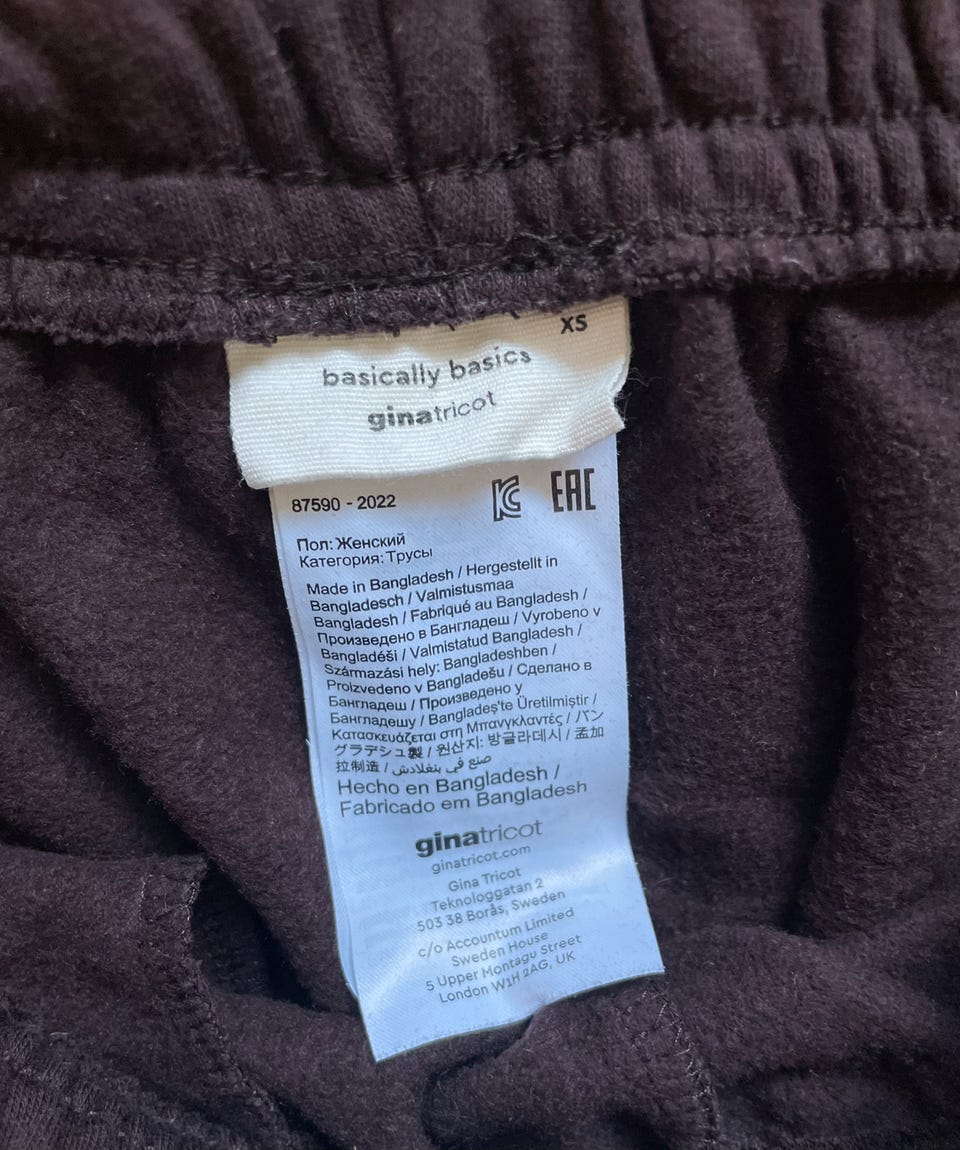 XS
basically basics
ginatricot
87590 - 2022
EAC
Пол: Женский
Категория: Трусы
Made in Bangladesh / Hergestellt in
Bangladesch / Valmistusmaa
Bangladesh / Fabriqué au Bangladesh /
Произведено в Бангладеш / Vyrobeno v
Bangladéši / Valmistatud Bangladesh /
Származási hely: Bangladeshben /
Proizvedeno v Bangladešu / Сделано в
Бангладеш / Произведено у
Бангладешу / Bangladeş'te Üretilmiştir /
Κατασκευάζεται στη Μπανγκλαντές / バン
グラデシュ製 / 원산지: 방글라데시 / 孟加
拉制造 / صنع في بنغلادش
Hecho en Bangladesh /
Fabricado em Bangladesh
ginatricot
ginatricot.com
Gina Tricot
Teknologgatan 2
503 38 Borås, Sweden
c/o Accountum Limited
Sweden House
5 Upper Montagu Street
London W1H 2AG, UK